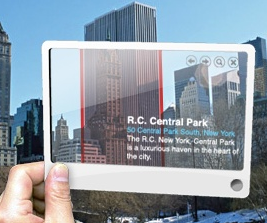 R.C. Central Park
50 Central Park South, New York
The R.C. New York, Central Park
is a luxurious haven in the heart of
the city.